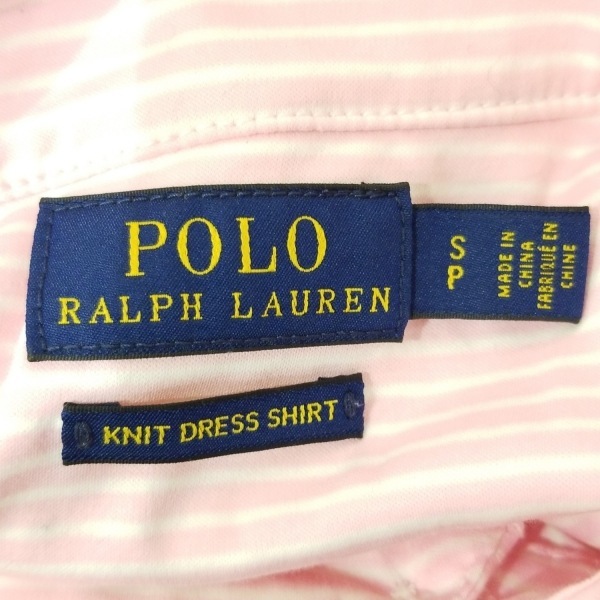 POLO
RALPH LAUREN
S
P
MADE IN
CHINA
FABRIQUÉ EN
CHINE
KNIT DRESS SHIRT